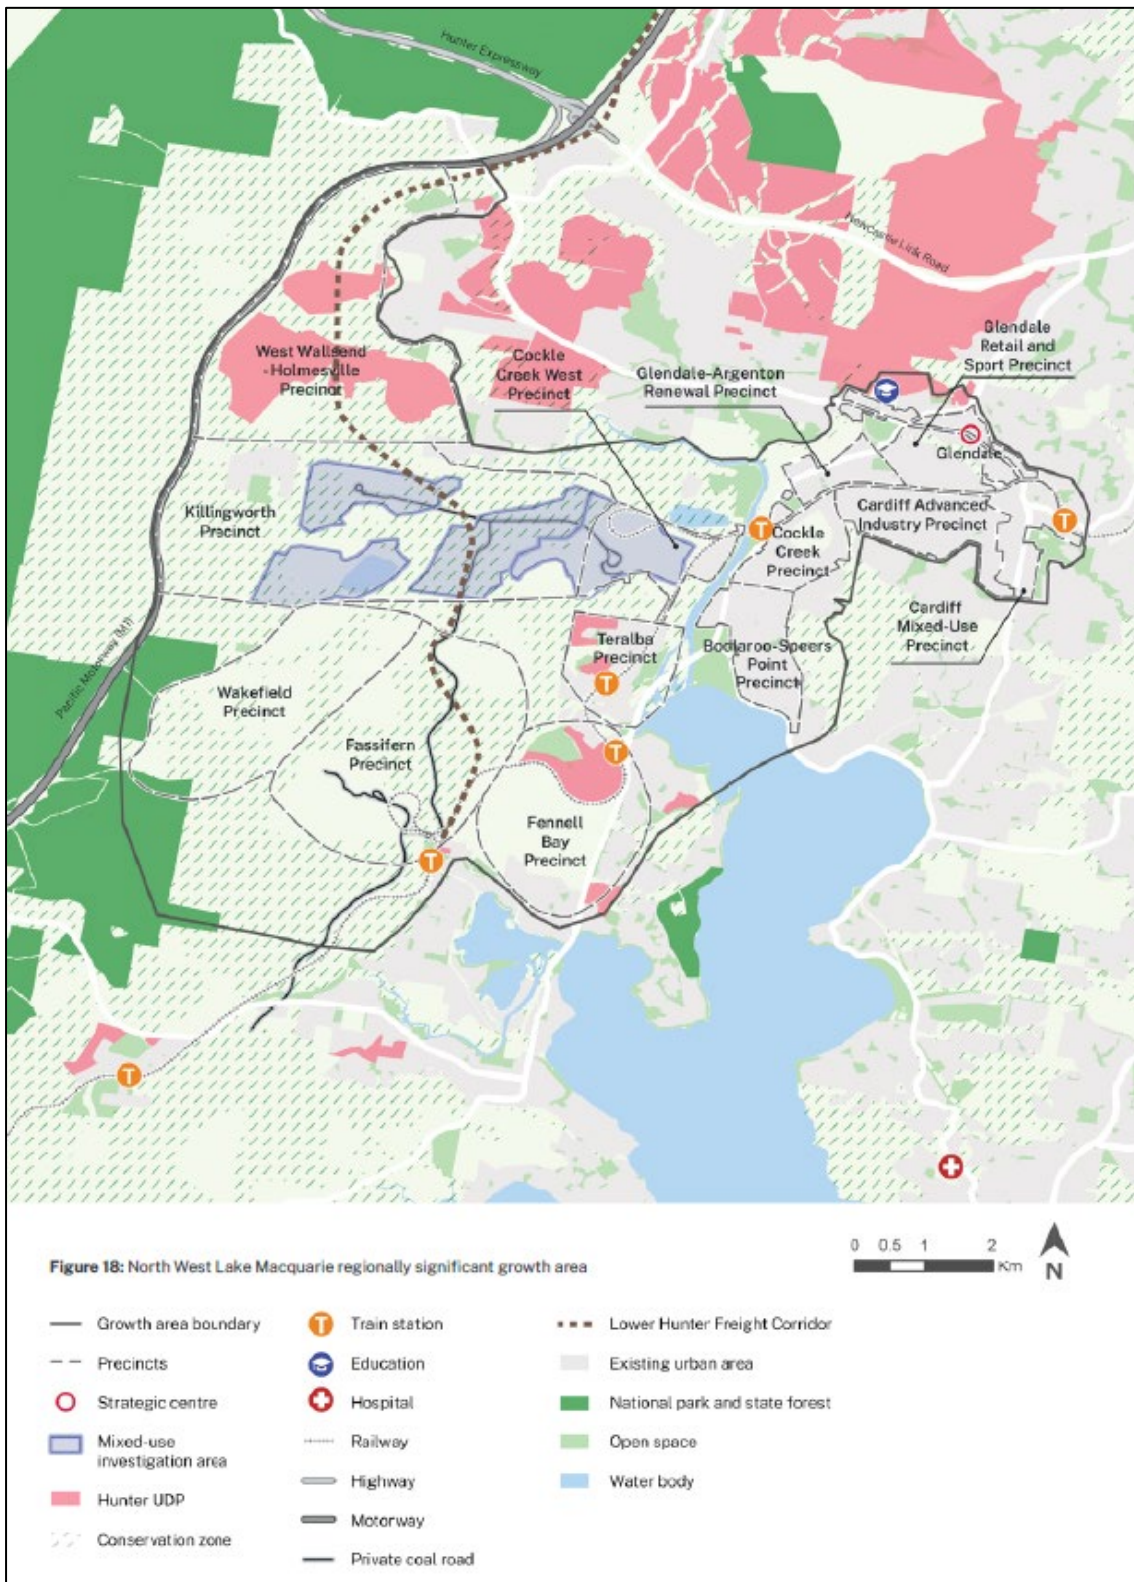 Hunter Expressway
Newcastle Link Road
Pacific Motorway (M1)
West Wallsend
- Holmesville
Precinct
Cockle
Creek West
Precinct
Glendale-Argenton
Renewal Precinct
Glendale
Retail and
Sport Precinct
Glendale
Killingworth
Precinct
Cardiff Advanced
Industry Precinct
T
T
Cockle
Creek
Precinct
Cardiff
Mixed-Use
Precinct
Teralba
Precinct
T
Boolaroo-Speers
Point
Precinct
Wakefield
Precinct
Fassifern
Precinct
T
Fennell
Bay
Precinct
T
T
Figure 18: North West Lake Macquarie regionally significant growth area
0 0.5 1 2
Km
N
Growth area boundary
Precincts
Strategic centre
Mixed-use
investigation area
Hunter UDP
Conservation zone
T Train station
Education
Hospital
Railway
Highway
Motorway
Private coal road
Lower Hunter Freight Corridor
Existing urban area
National park and state forest
Open space
Water body